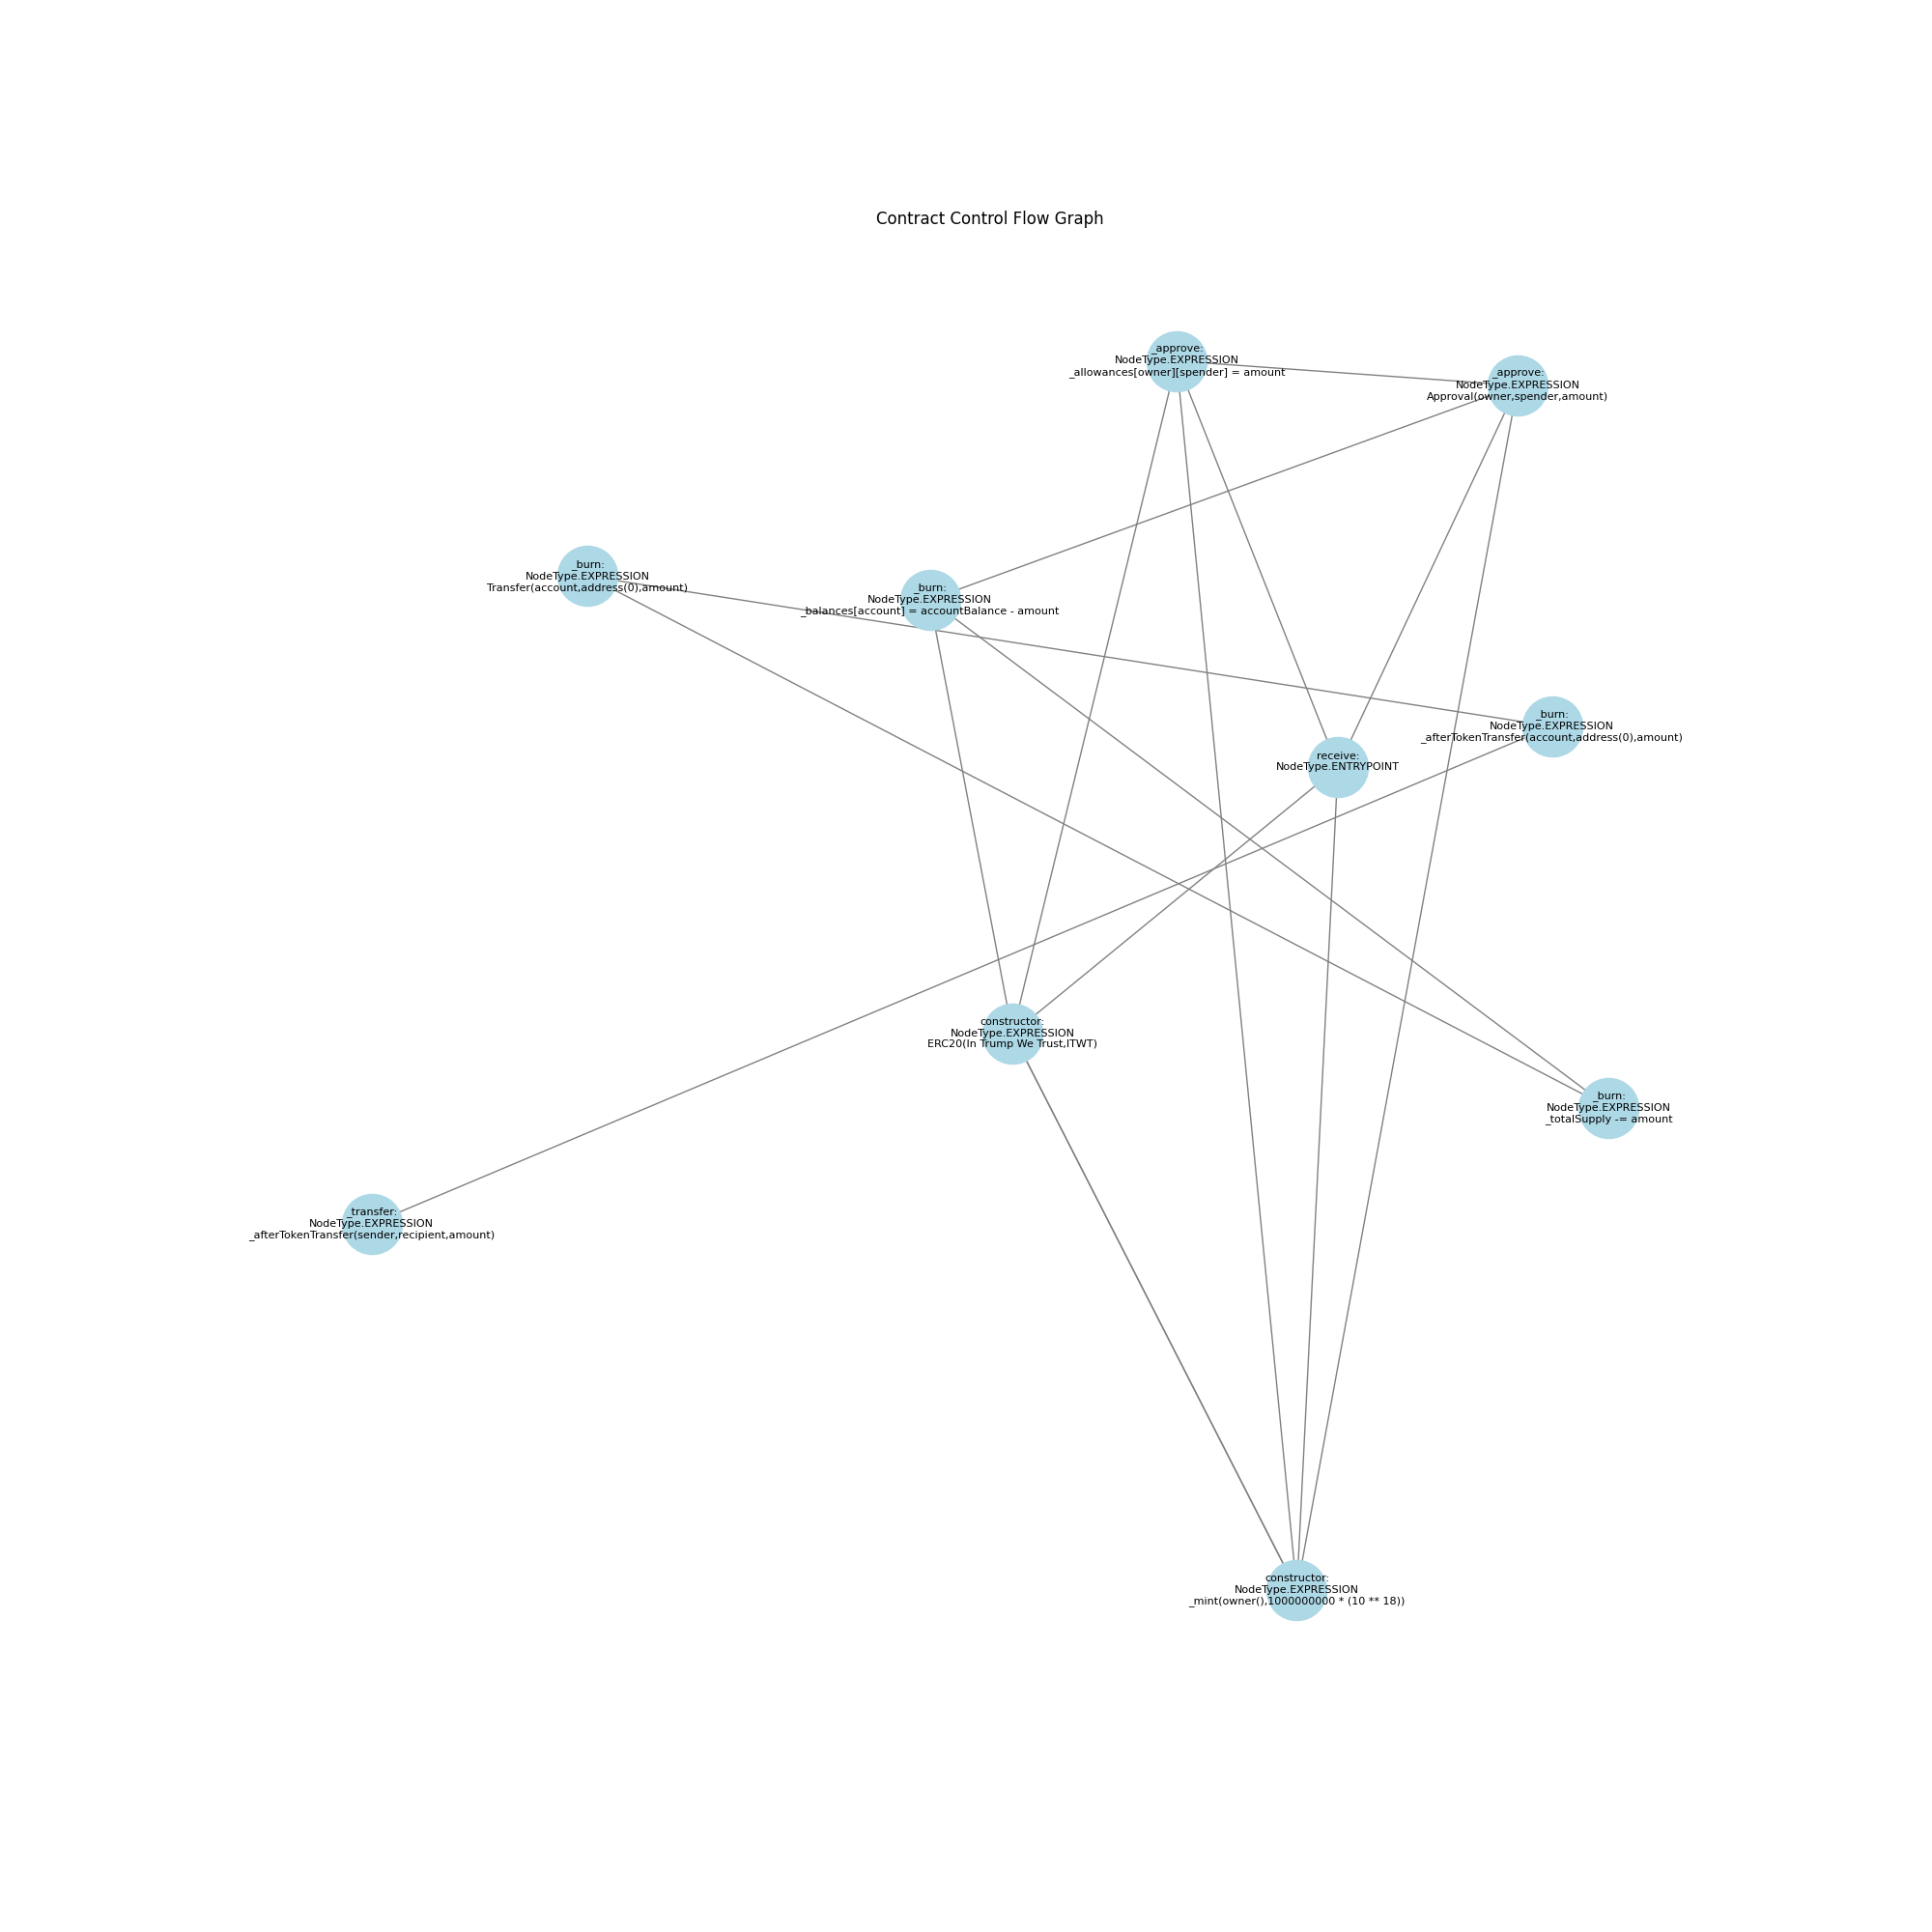 Contract Control Flow Graph
_approve:
NodeType.EXPRESSION
_allowances[owner][spender] = amount
_approve:
NodeType.EXPRESSION
Approval(owner,spender,amount)
_burn:
NodeType.EXPRESSION
Transfer(account,address(0),amount)
_burn:
NodeType.EXPRESSION
_balances[account] = accountBalance - amount
_burn:
NodeType.EXPRESSION
_afterTokenTransfer(account,address(0),amount)
receive:
NodeType.ENTRYPOINT
constructor:
NodeType.EXPRESSION
ERC20(In Trump We Trust,ITWT)
_burn:
NodeType.EXPRESSION
_totalSupply -= amount
_transfer:
NodeType.EXPRESSION
_afterTokenTransfer(sender,recipient,amount)
constructor:
NodeType.EXPRESSION
_mint(owner(),1000000000 * (10 ** 18))